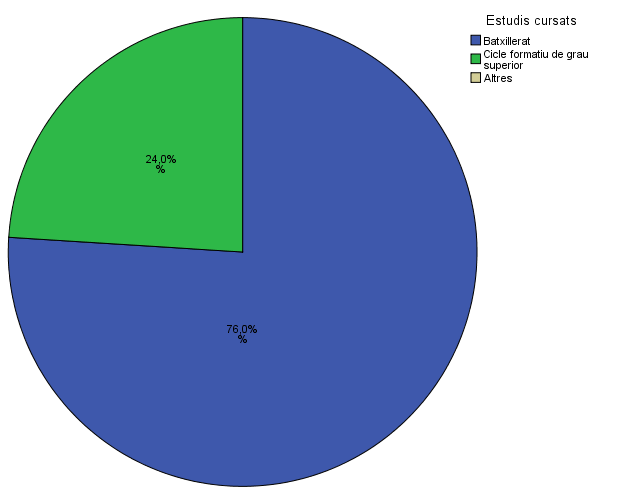 Estudis cursats
Batxillerat
Cicle formatiu de grau
superior
Altres
24,0%
%
76,0%
%